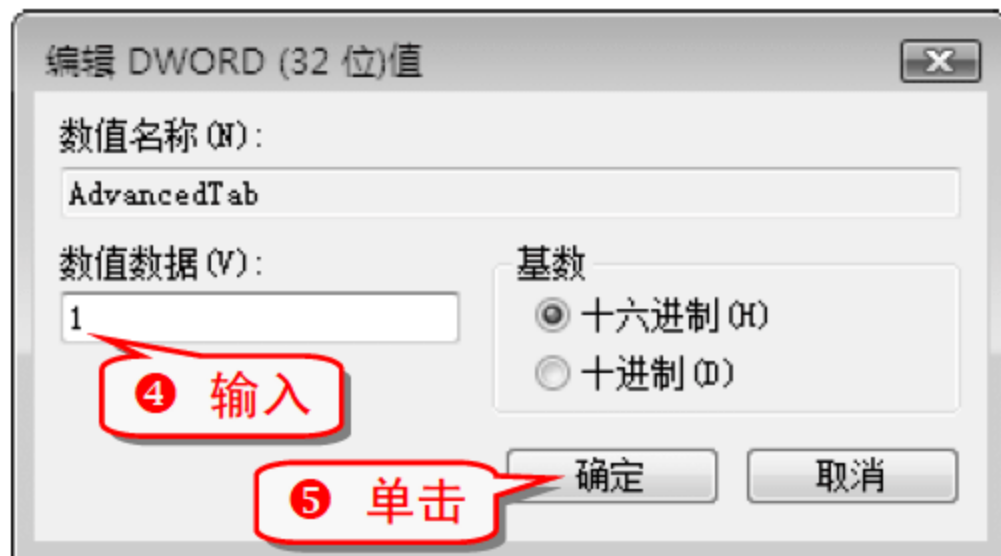 编辑 DWORD (32 位)值
数值名称(N):
AdvancedTab
数值数据(V):
基数
1
十六进制(H)
十进制(D)
❹ 输入
确定
取消
❺ 单击